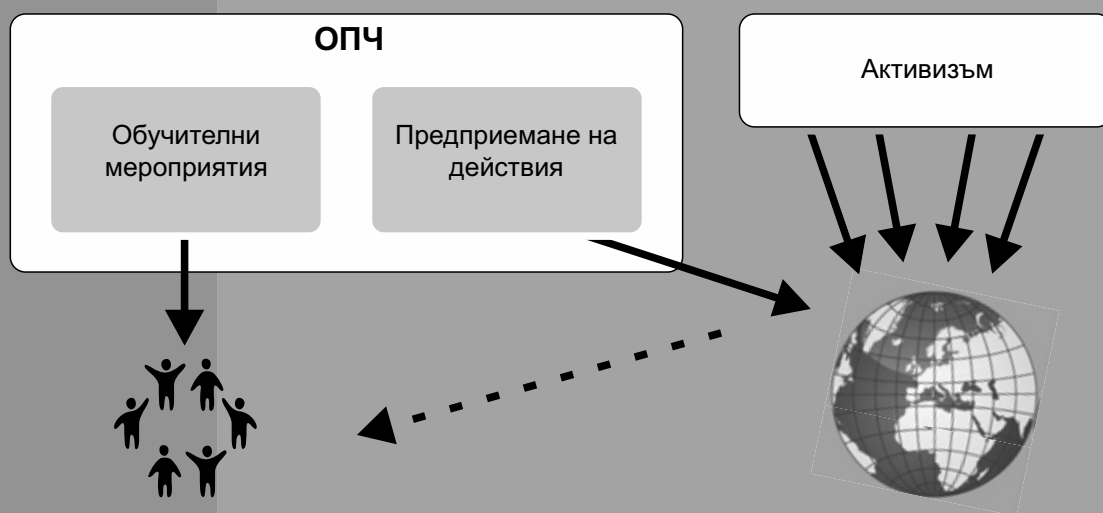 ОПЧ
Обучителни
мероприятия
Предприемане на
действия
Активизъм